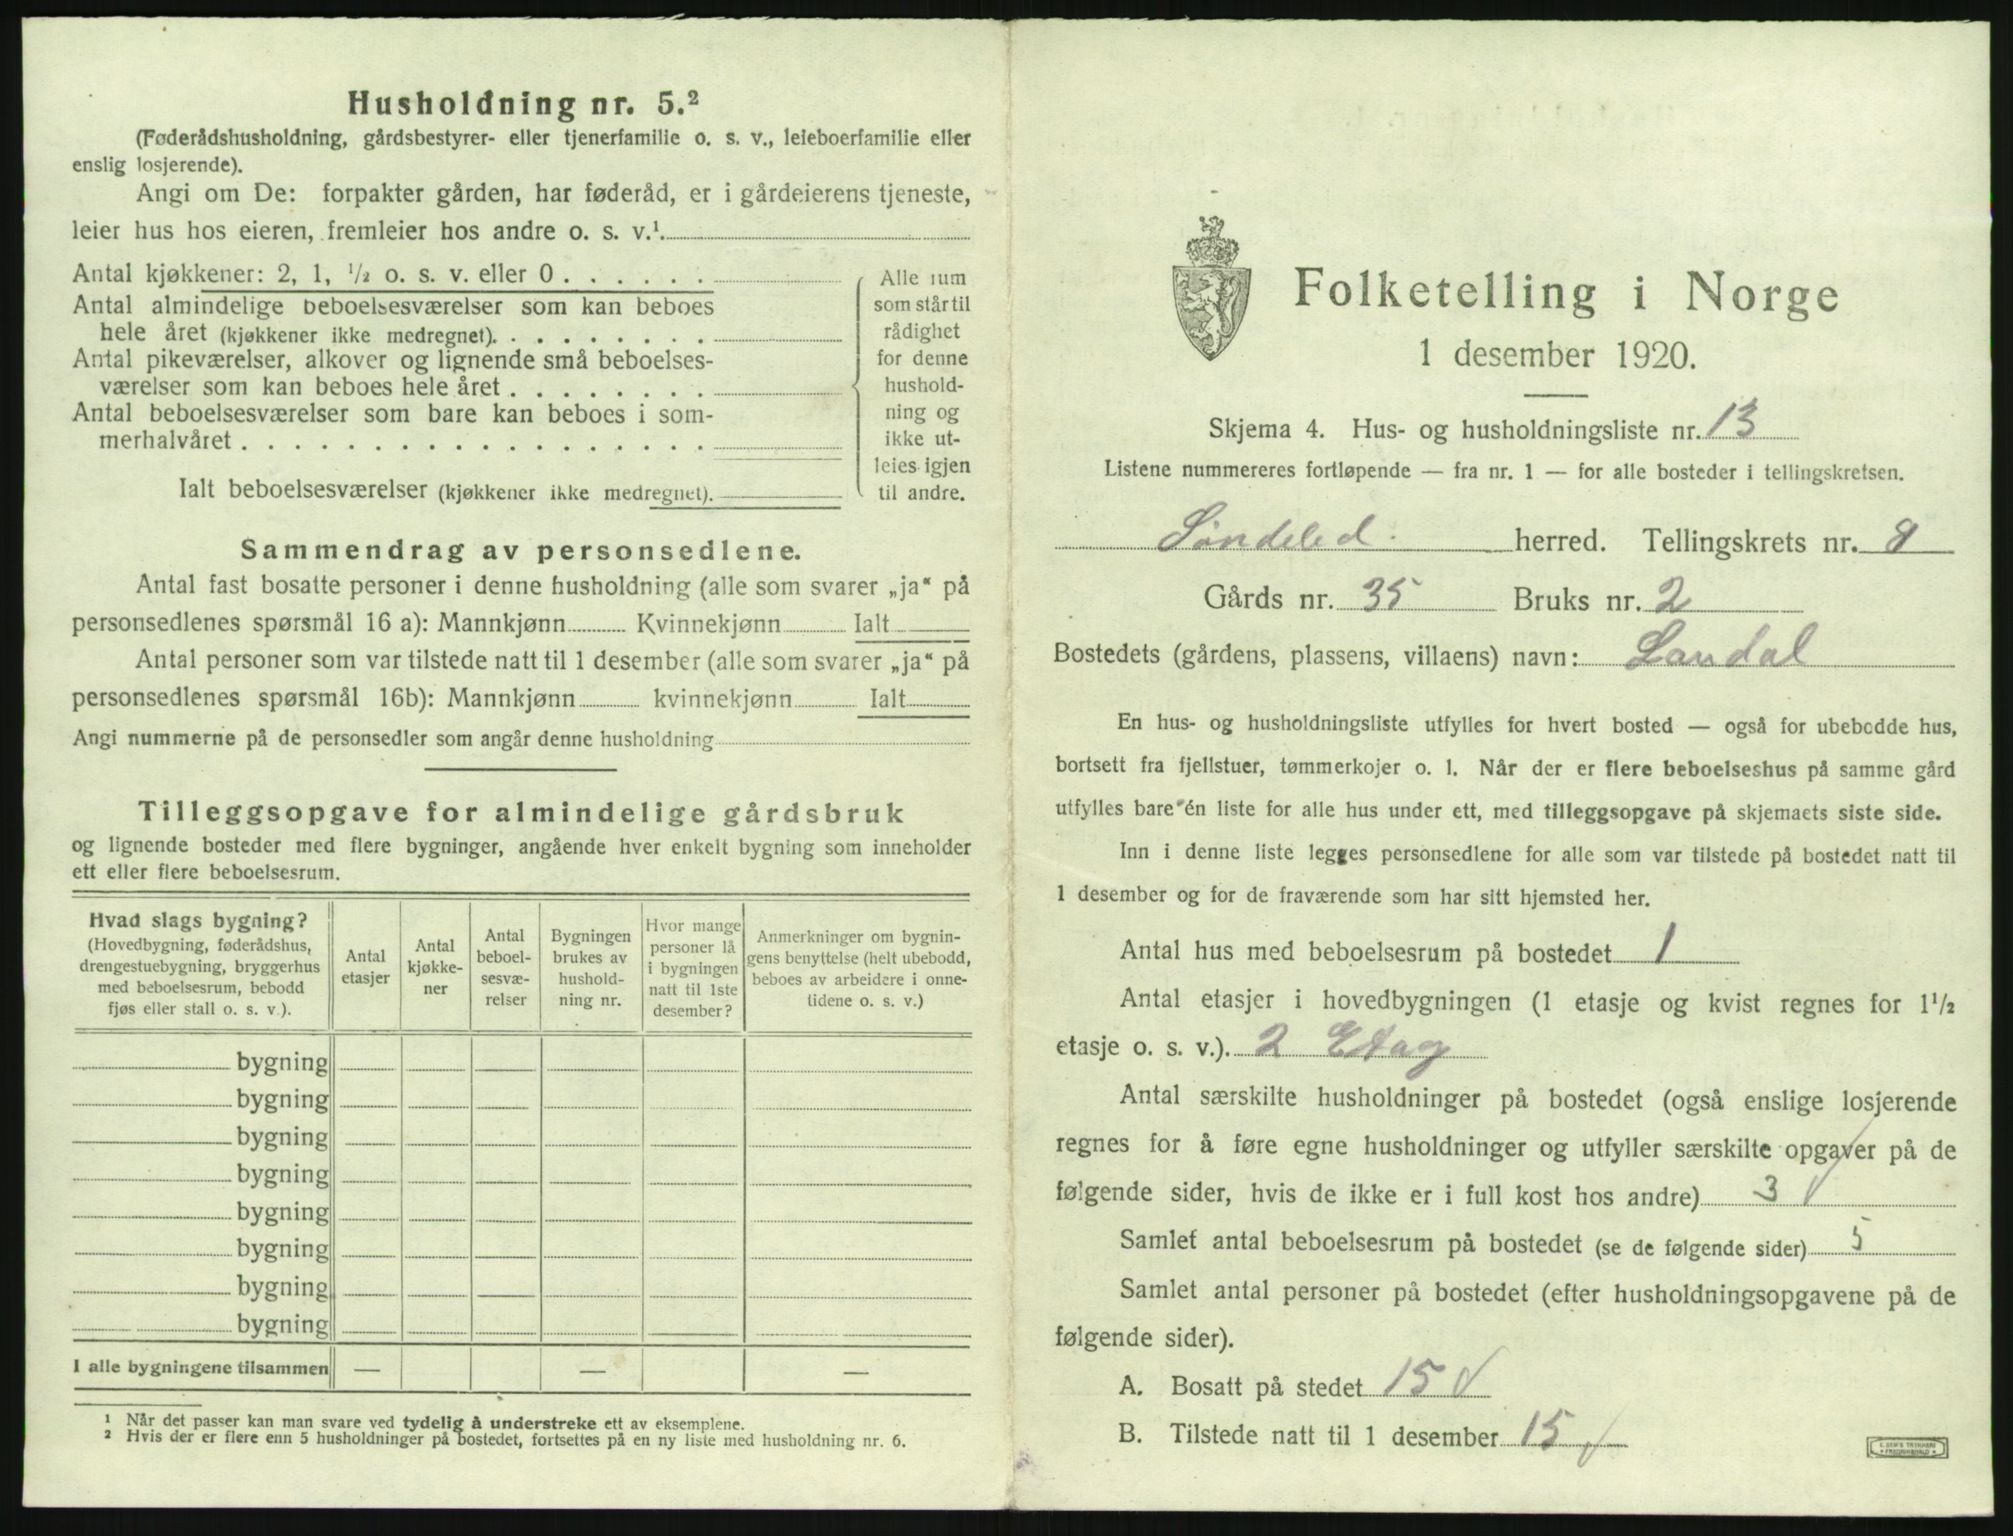 Husholdning nr. 5.²
(Føderådshusholdning, gårdsbestyrer- eller tjenerfamilie o. s. v., leieboerfamilie eller
enslig losjerende).
Angi om De: forpakter gården, har føderåd, er i gårdeierens tjeneste,
leier hus hos eieren, fremleier hos andre o. s. v.¹
Antal kjøkkener: 2, 1, ½ o. s. v. eller 0 . . . . . .
Antal almindelige beboelsesværelser som kan beboes
hele året (kjøkkener ikke medregnet). . . . . . . . .
Antal pikeværelser, alkover og lignende små beboelses-
værelser som kan beboes hele året . . . . . . . .
Antal beboelsesværelser som bare kan beboes i som-
merhalvåret . . . . . . . . . . . . . . . . . .
Ialt beboelsesværelser (kjøkkener ikke medregnet).
Alle rum
som står til
rådighet
for denne
hushold-
ning og
ikke ut-
leies igjen
til andre.
Sammendrag av personsedlene.
Antal fast bosatte personer i denne husholdning (alle som svarer „ja“ på
personsedlenes spørsmål 16 a): Mannkjønn Kvinnekjønn Ialt
Antal personer som var tilstede natt til 1 desember (alle som svarer „ja“ på
personsedlenes spørsmål 16b): Mannkjønn kvinnekjønn Ialt
Angi nummerne på de personsedler som angår denne husholdning
Tilleggsopgave for almindelige gårdsbruk
og lignende bosteder med flere bygninger, angående hver enkelt bygning som inneholder
ett eller flere beboelsesrum.
Hvad slags bygning?
(Hovedbygning, føderådshus,
drengestuebygning, bryggerhus
med beboelsesrum, bebodd
fjøs eller stall o. s. v.).
Antal
etasjer
Antal
kjøkke-
ner
Antal
beboel-
sesvæ-
relser
Bygningen
brukes av
hushold-
ning nr.
Hvor mange
personer lå
i bygningen
natt til 1ste
desember?
Anmerkninger om bygnin-
gens benyttelse (helt ubebodd,
beboes av arbeidere i onne-
tidene o. s. v.)
bygning
bygning
bygning
bygning
bygning
bygning
bygning
bygning
I alle bygningene tilsammen — — —
¹ Når det passer kan man svare ved tydelig å understreke ett av eksemplene.
² Hvis der er flere enn 5 husholdninger på bostedet, fortsettes på en ny liste med husholdning nr. 6.
Folketelling i Norge
1 desember 1920.
Skjema 4. Hus- og husholdningsliste nr. 13
Listene nummereres fortløpende — fra nr. 1 — for alle bosteder i tellingskretsen.
Søndeled. herred. Tellingskrets nr. 8
Gårds nr. 35 Bruks nr. 2
Bostedets (gårdens, plassens, villaens) navn: Landal
En hus- og husholdningsliste utfylles for hvert bosted — også for ubebodde hus,
bortsett fra fjellstuer, tømmerkojer o. l. Når der er flere beboelseshus på samme gård
utfylles bare én liste for alle hus under ett, med tilleggsopgave på skjemaets siste side.
Inn i denne liste legges personsedlene for alle som var tilstede på bostedet natt til
1 desember og for de fraværende som har sitt hjemsted her.
Antal hus med beboelsesrum på bostedet 1
Antal etasjer i hovedbygningen (1 etasje og kvist regnes for 1½
etasje o. s. v.). 2 Etag
Antal særskilte husholdninger på bostedet (også enslige losjerende
regnes for å føre egne husholdninger og utfyller særskilte opgaver på de
følgende sider, hvis de ikke er i full kost hos andre) 3 √
Samlet antal beboelsesrum på bostedet (se de følgende sider) 5
Samlet antal personer på bostedet (efter husholdningsopgavene på de
følgende sider).
A. Bosatt på stedet 15 √
B. Tilstede natt til 1 desember 15 √